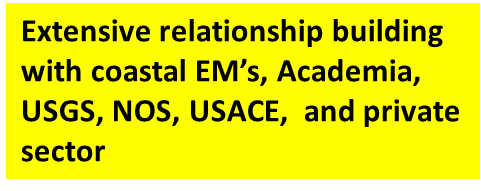 Extensive relationship building
with coastal EM’s, Academia,
USGS, NOS, USACE,  and private
sector